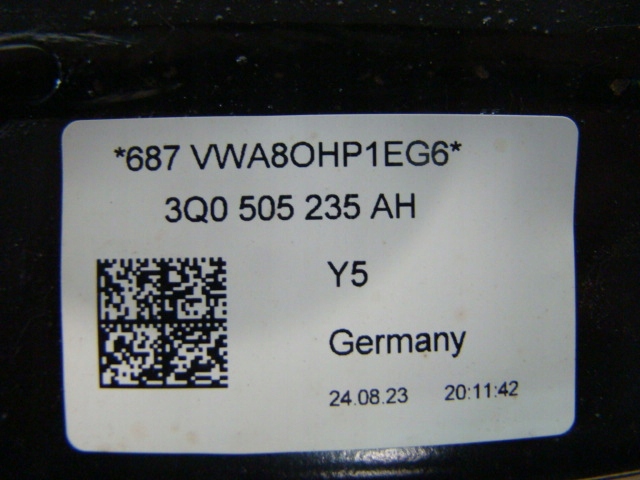 *687 VWA8OHP1EG6*
3Q0 505 235 AH
Y5
Germany
24.08.23 20:11:42